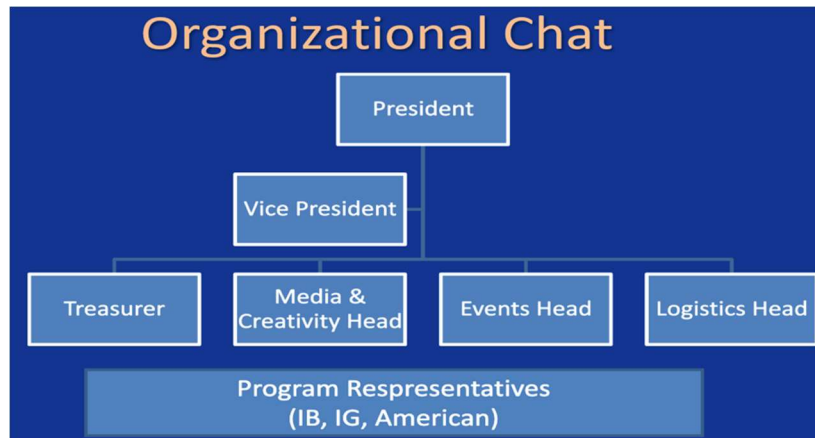 Organizational Chat
President
Vice President
Treasurer
Media &
Creativity Head
Events Head
Logistics Head
Program Respresentatives
(IB, IG, American)